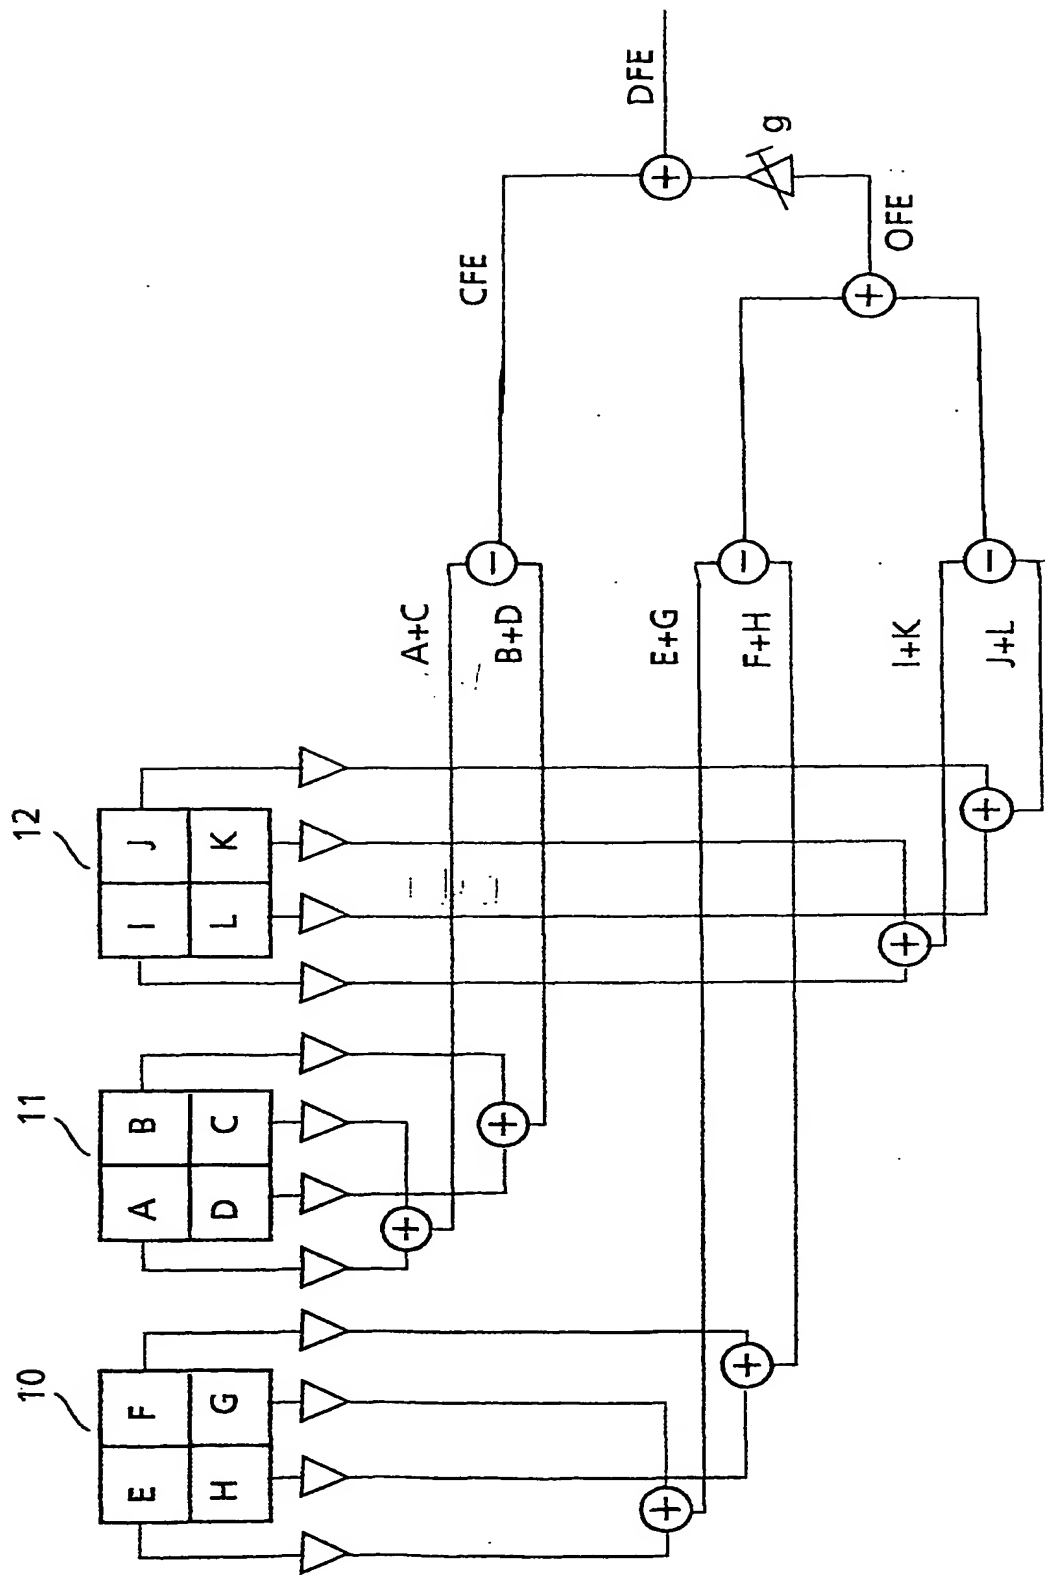 10
11
12
E F
H G
A B
D C
I J
L K
A+C
B+D
E+G
F+H
I+K
J+L
CFE
OFE
g
DFE